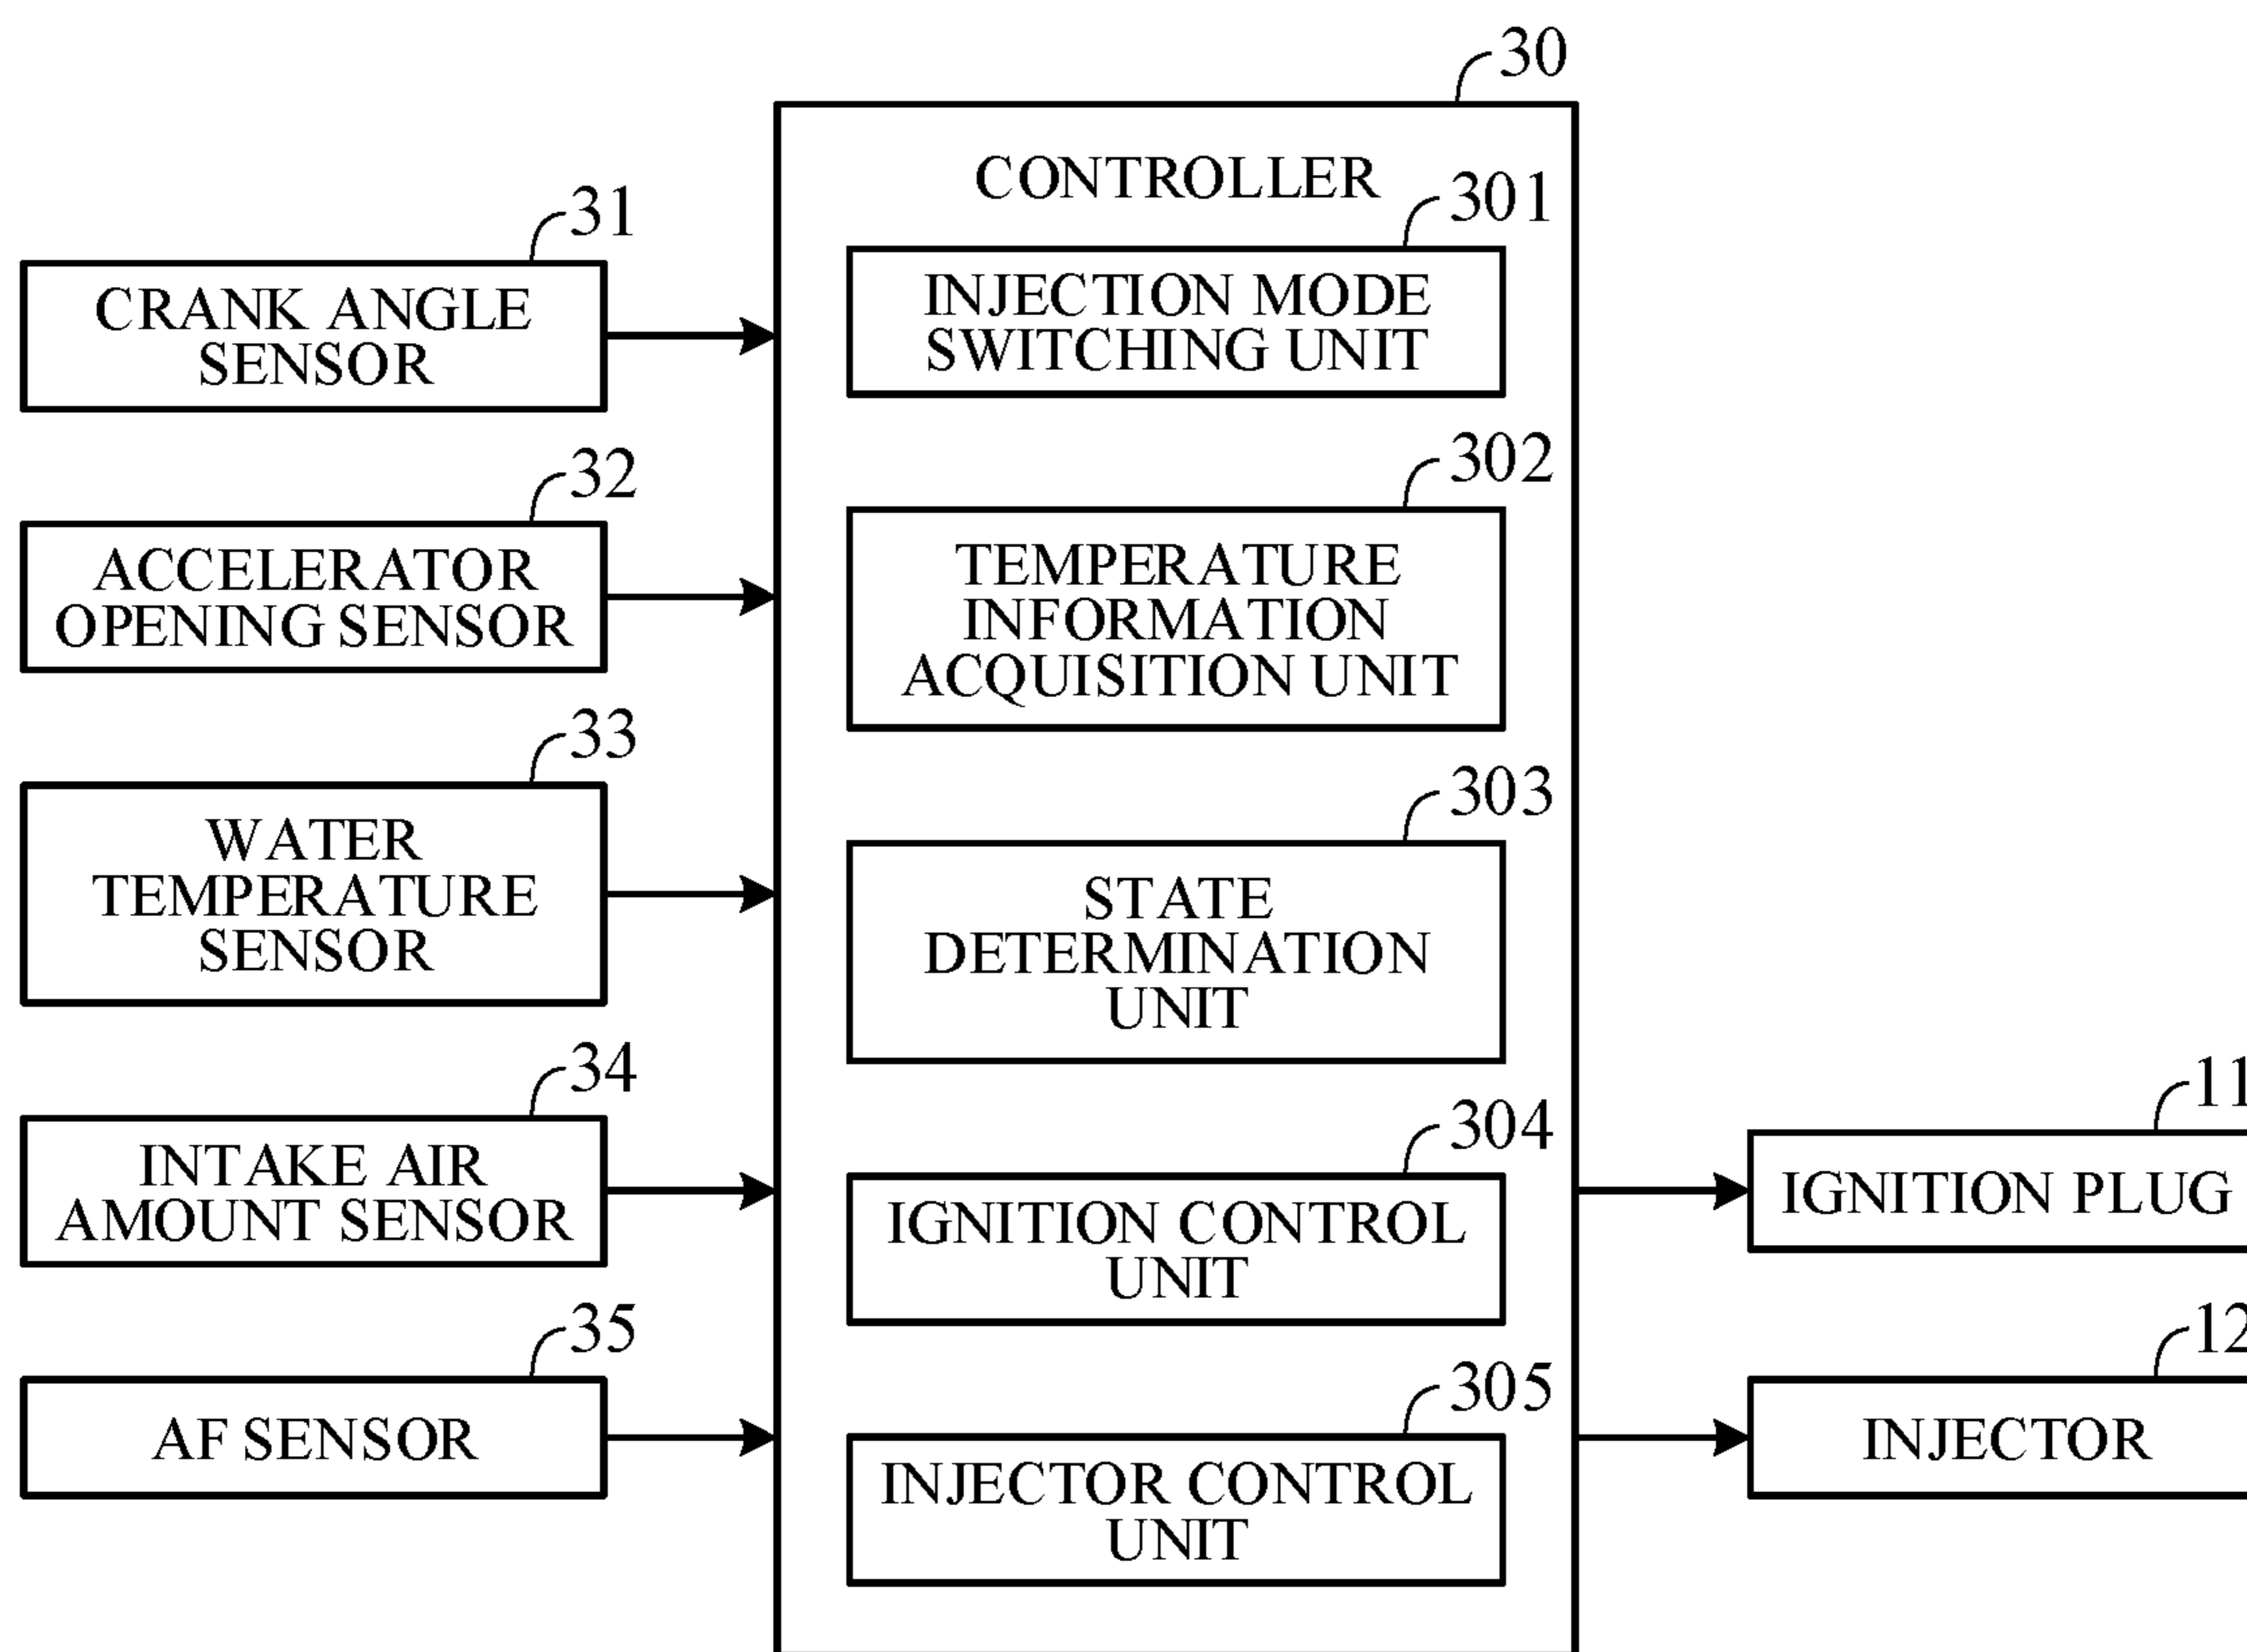 30
CONTROLLER
31
CRANK ANGLE
SENSOR
32
ACCELERATOR
OPENING SENSOR
33
WATER
TEMPERATURE
SENSOR
34
INTAKE AIR
AMOUNT SENSOR
35
AF SENSOR
301
INJECTION MODE
SWITCHING UNIT
302
TEMPERATURE
INFORMATION
ACQUISITION UNIT
303
STATE
DETERMINATION
UNIT
304
IGNITION CONTROL
UNIT
305
INJECTOR CONTROL
UNIT
11
IGNITION PLUG
12
INJECTOR